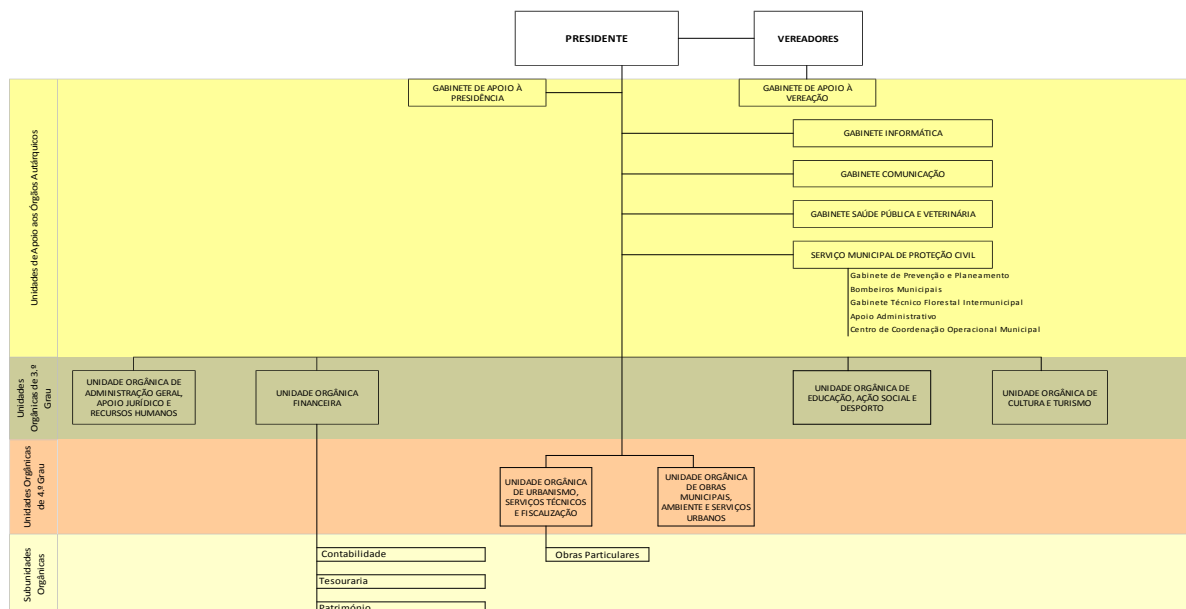 PRESIDENTE
VEREADORES
GABINETE DE APOIO À
PRESIDÊNCIA
GABINETE DE APOIO À
VEREAÇÃO
Unidades de Apoio aos Órgãos Autárquicos
GABINETE INFORMÁTICA
GABINETE COMUNICAÇÃO
GABINETE SAÚDE PÚBLICA E VETERINÁRIA
SERVIÇO MUNICIPAL DE PROTEÇÃO CIVIL
Gabinete de Prevenção e Planeamento
Bombeiros Municipais
Gabinete Técnico Florestal Intermunicipal
Apoio Administrativo
Centro de Coordenação Operacional Municipal
Unidades
Orgânicas de 3.º
Grau
UNIDADE ORGÂNICA DE
ADMINISTRAÇÃO GERAL,
APOIO JURÍDICO E
RECURSOS HUMANOS
UNIDADE ORGÂNICA
FINANCEIRA
UNIDADE ORGÂNICA DE
EDUCAÇÃO, AÇÃO SOCIAL E
DESPORTO
UNIDADE ORGÂNICA DE
CULTURA E TURISMO
Unidades Orgânicas
de 4.º Grau
UNIDADE ORGÂNICA
DE URBANISMO,
SERVIÇOS TÉCNICOS
E FISCALIZAÇÃO
UNIDADE ORGÂNICA
DE OBRAS
MUNICIPAIS,
AMBIENTE E SERVIÇOS
URBANOS
Subunidades
Orgânicas
Contabilidade
Obras Particulares
Tesouraria
Património